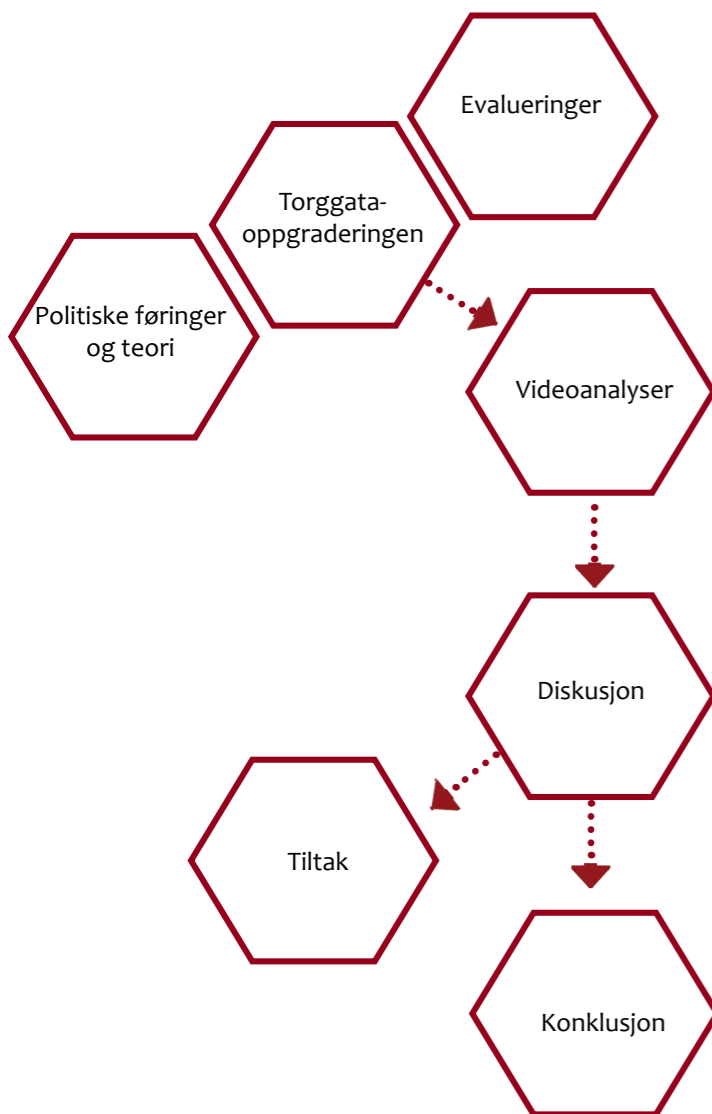 Evalueringer
Torggata-
oppgraderingen
Politiske føringer
og teori
Videoanalyser
Diskusjon
Tiltak
Konklusjon